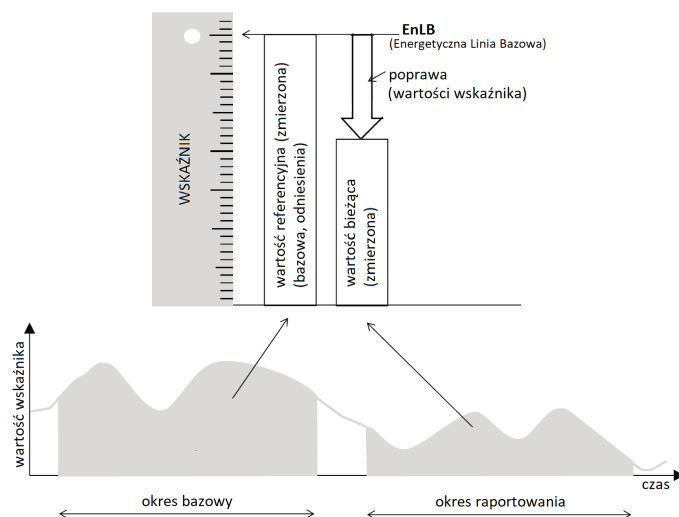 EnLB
(Energetyczna Linia Bazowa)
poprawa
(wartości wskaźnika)
WSKAŹNIK
wartość referencyjna (zmierzona)
(bazowa, odniesienia)
wartość bieżąca
(zmierzona)
wartość wskaźnika
czas
okres bazowy
okres raportowania